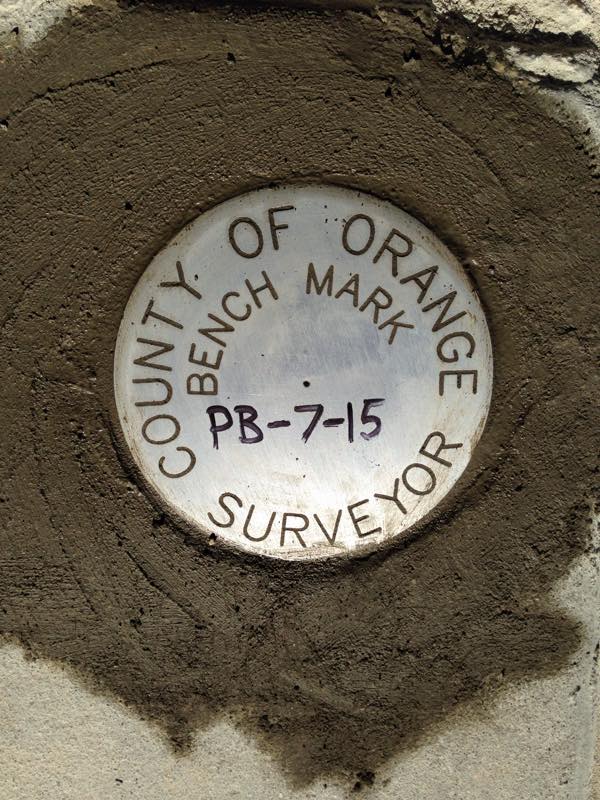 COUNTY OF ORANGE
BENCH MARK
PB-7-15
SURVEYOR